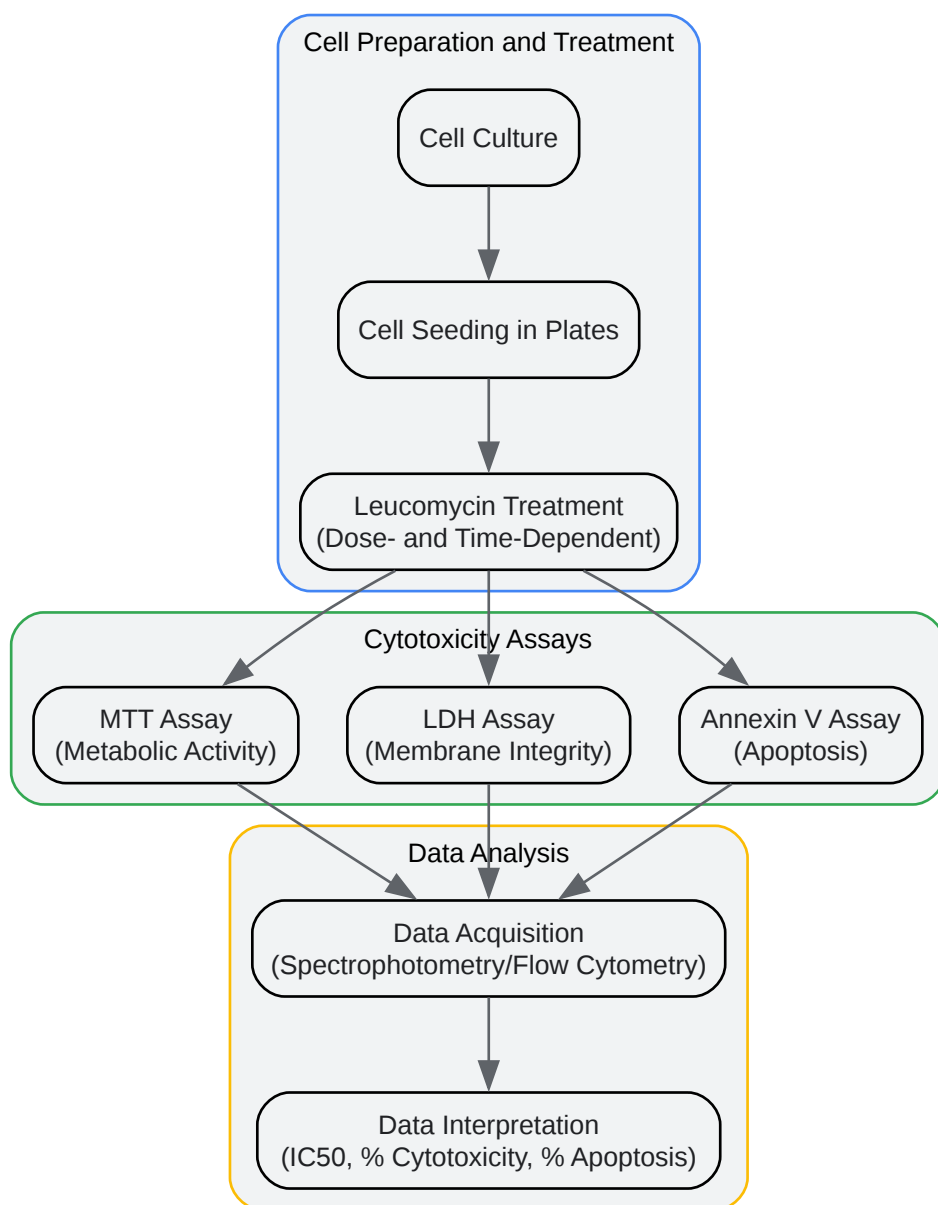 Cell Preparation and Treatment
Cell Culture
Cell Seeding in Plates
Leucomycin Treatment
(Dose- and Time-Dependent)
Cytotoxicity Assays
MTT Assay
(Metabolic Activity)
LDH Assay
(Membrane Integrity)
Annexin V Assay
(Apoptosis)
Data Analysis
Data Acquisition
(Spectrophotometry/Flow Cytometry)
Data Interpretation
(IC50, % Cytotoxicity, % Apoptosis)